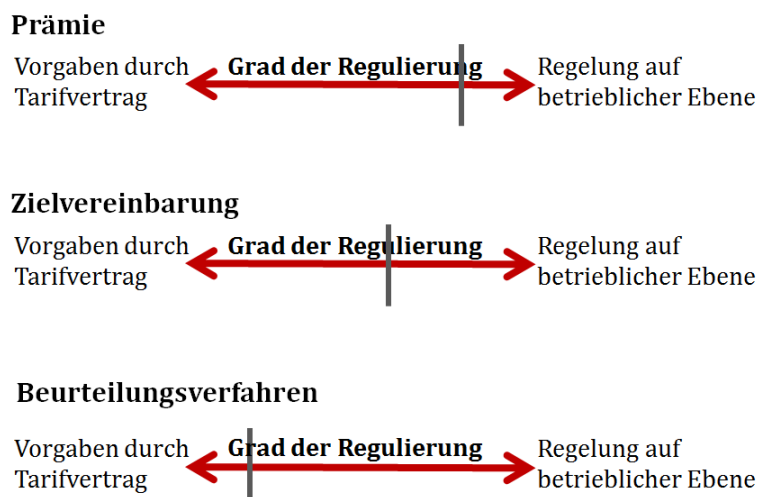 Prämie
Vorgaben durch Grad der Regulierung Regelung auf
Tarifvertrag betrieblicher Ebene
Zielvereinbarung
Vorgaben durch Grad der Regulierung Regelung auf
Tarifvertrag betrieblicher Ebene
Beurteilungsverfahren
Vorgaben durch Grad der Regulierung Regelung auf
Tarifvertrag betrieblicher Ebene